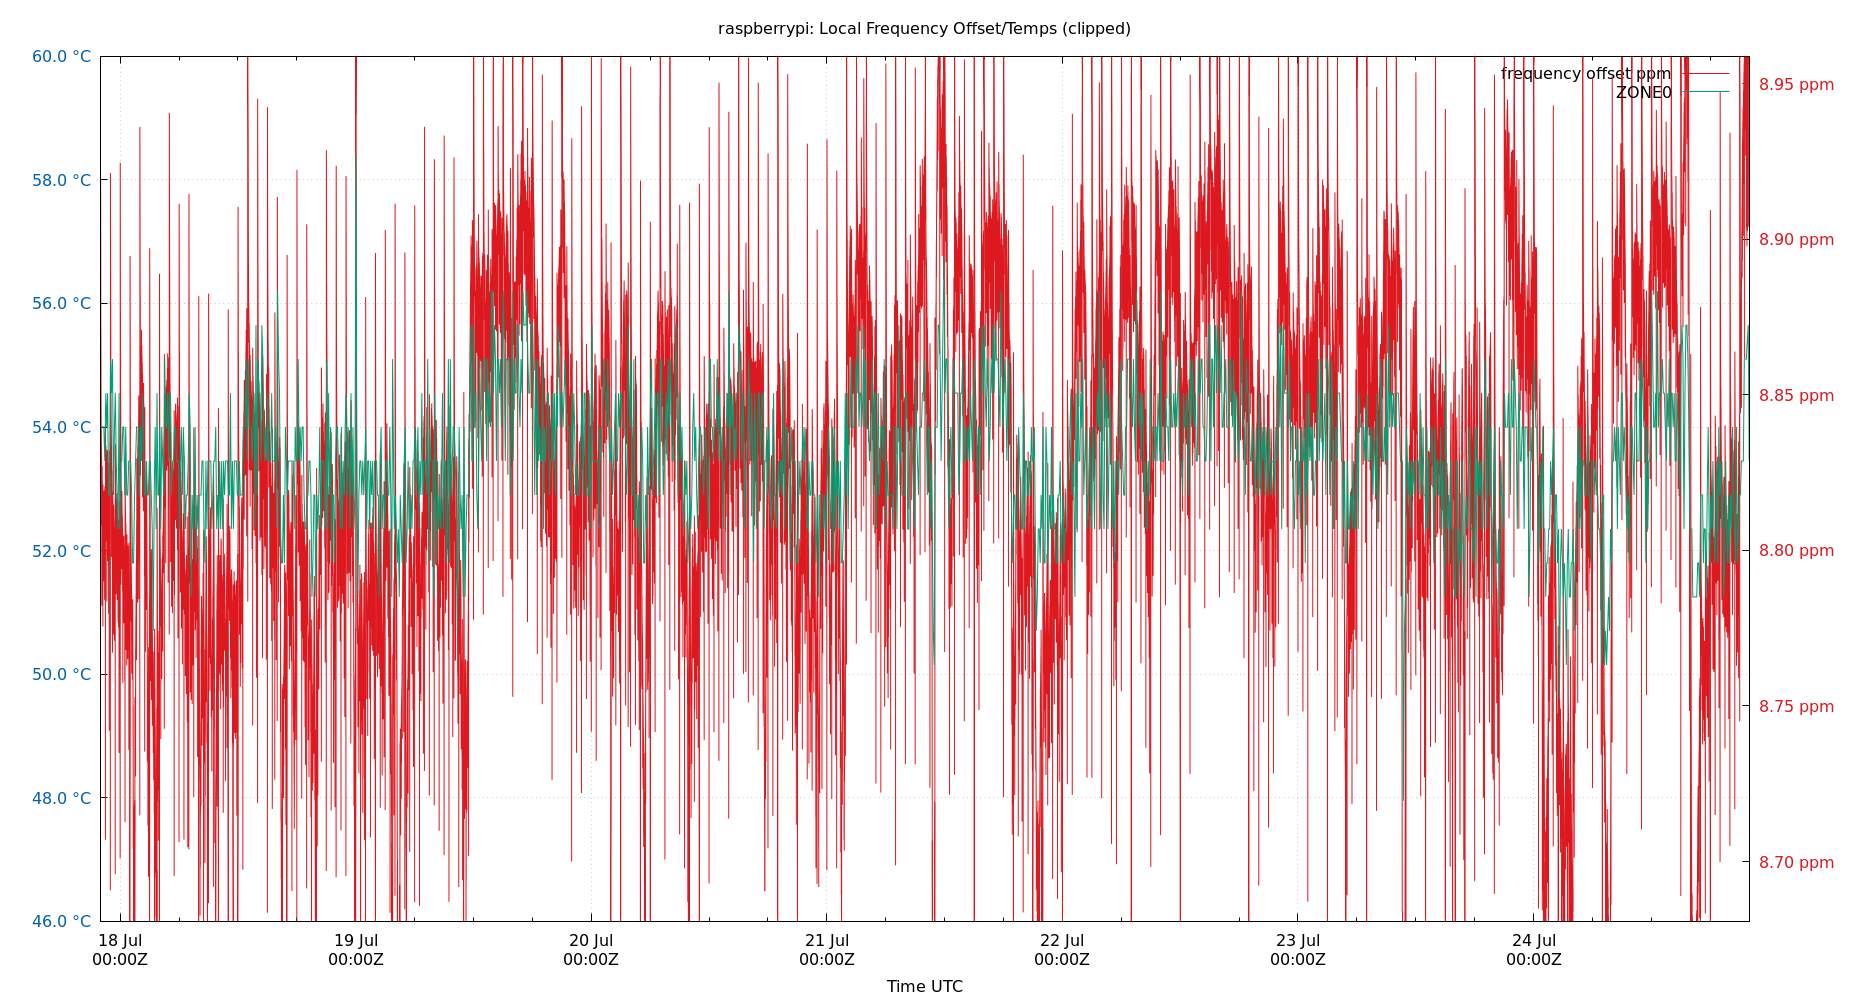 raspberrypi: Local Frequency Offset/Temps (clipped)
60.0 °C
58.0 °C
56.0 °C
54.0 °C
52.0 °C
50.0 °C
48.0 °C
46.0 °C
frequency offset ppm
ZONE0
8.95 ppm
8.90 ppm
8.85 ppm
8.80 ppm
8.75 ppm
8.70 ppm
18 Jul
00:00Z
19 Jul
00:00Z
20 Jul
00:00Z
21 Jul
00:00Z
22 Jul
00:00Z
23 Jul
00:00Z
24 Jul
00:00Z
Time UTC